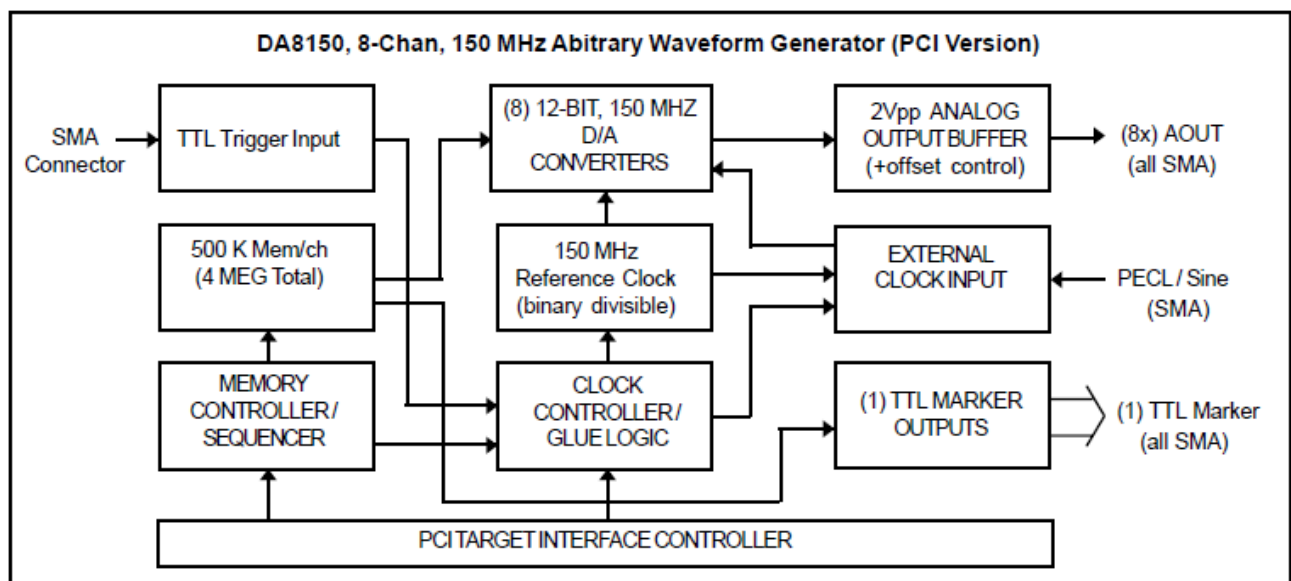 DA8150, 8-Chan, 150 MHz Abitrary Waveform Generator (PCI Version)
SMA
Connector
TTL Trigger Input
(8) 12-BIT, 150 MHZ
D/A
CONVERTERS
2Vpp ANALOG
OUTPUT BUFFER
(+offset control)
(8x) AOUT
(all SMA)
500 K Mem/ch
(4 MEG Total)
150 MHz
Reference Clock
(binary divisible)
EXTERNAL
CLOCK INPUT
PECL / Sine
(SMA)
MEMORY
CONTROLLER /
SEQUENCER
CLOCK
CONTROLLER /
GLUE LOGIC
(1) TTL MARKER
OUTPUTS
(1) TTL Marker
(all SMA)
PCI TARGET INTERFACE CONTROLLER